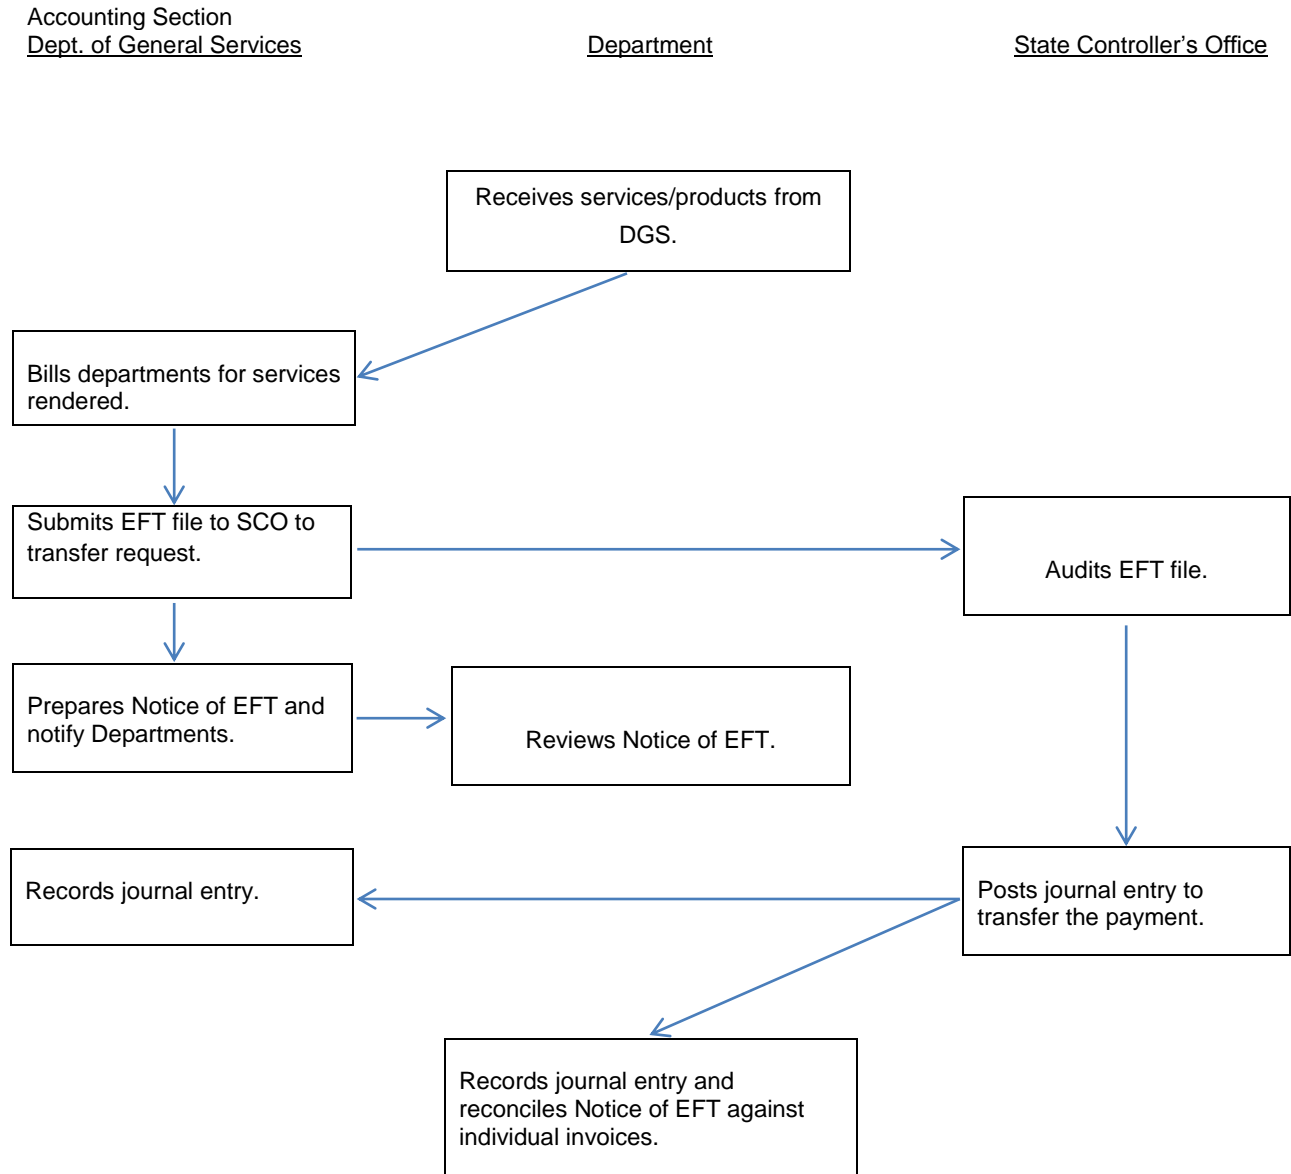 Accounting Section
Dept. of General Services
Department
State Controller's Office
Receives services/products from
DGS.
Bills departments for services
rendered.
Submits EFT file to SCO to
transfer request.
Audits EFT file.
Prepares Notice of EFT and
notify Departments.
Reviews Notice of EFT.
Records journal entry.
Posts journal entry to
transfer the payment.
Records journal entry and
reconciles Notice of EFT against
individual invoices.